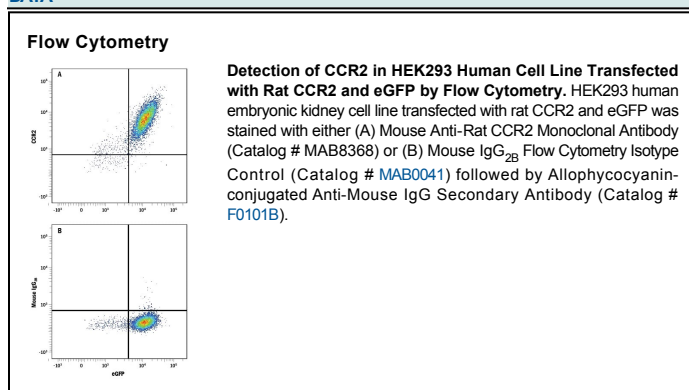 DATA
Flow Cytometry
A
CCR2
eGFP
B
Mouse IgG2B
Detection of CCR2 in HEK293 Human Cell Line Transfected
with Rat CCR2 and eGFP by Flow Cytometry. HEK293 human
embryonic kidney cell line transfected with rat CCR2 and eGFP was
stained with either (A) Mouse Anti-Rat CCR2 Monoclonal Antibody
(Catalog # MAB8368) or (B) Mouse IgG2B Flow Cytometry Isotype
Control (Catalog # MAB0041) followed by Allophycocyanin-
conjugated Anti-Mouse IgG Secondary Antibody (Catalog #
F0101B).